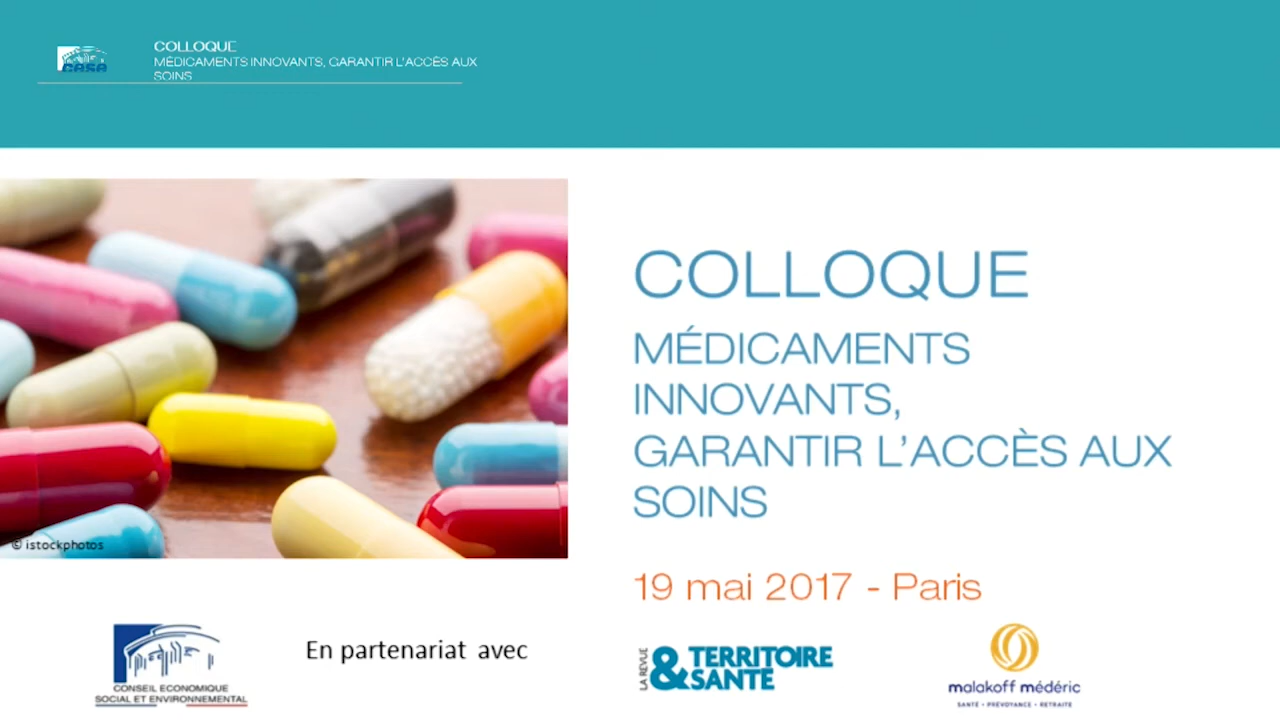 COLLOQUE
MÉDICAMENTS INNOVANTS, GARANTIR L'ACCÈS AUX
SOINS
COLLOQUE
MÉDICAMENTS
INNOVANTS,
GARANTIR L'ACCÈS AUX
SOINS
19 mai 2017 - Paris
© istockphotos
CONSEIL ECONOMIQUE
SOCIAL ET ENVIRONNEMENTAL
En partenariat avec
LA REVUE
& TERRITOIRE
SANTÉ
malakoff médéric
SANTÉ • PRÉVOYANCE • RETRAITE